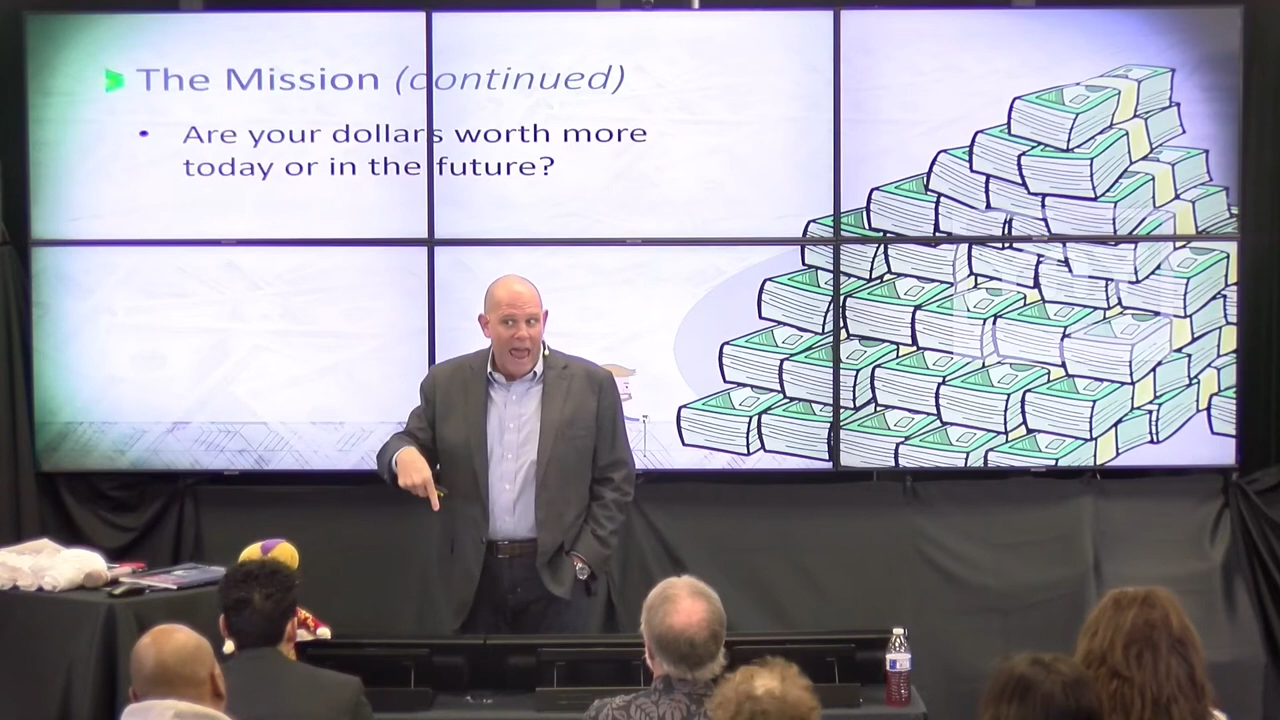 The Mission (continued)
• Are your dollars worth more
today or in the future?